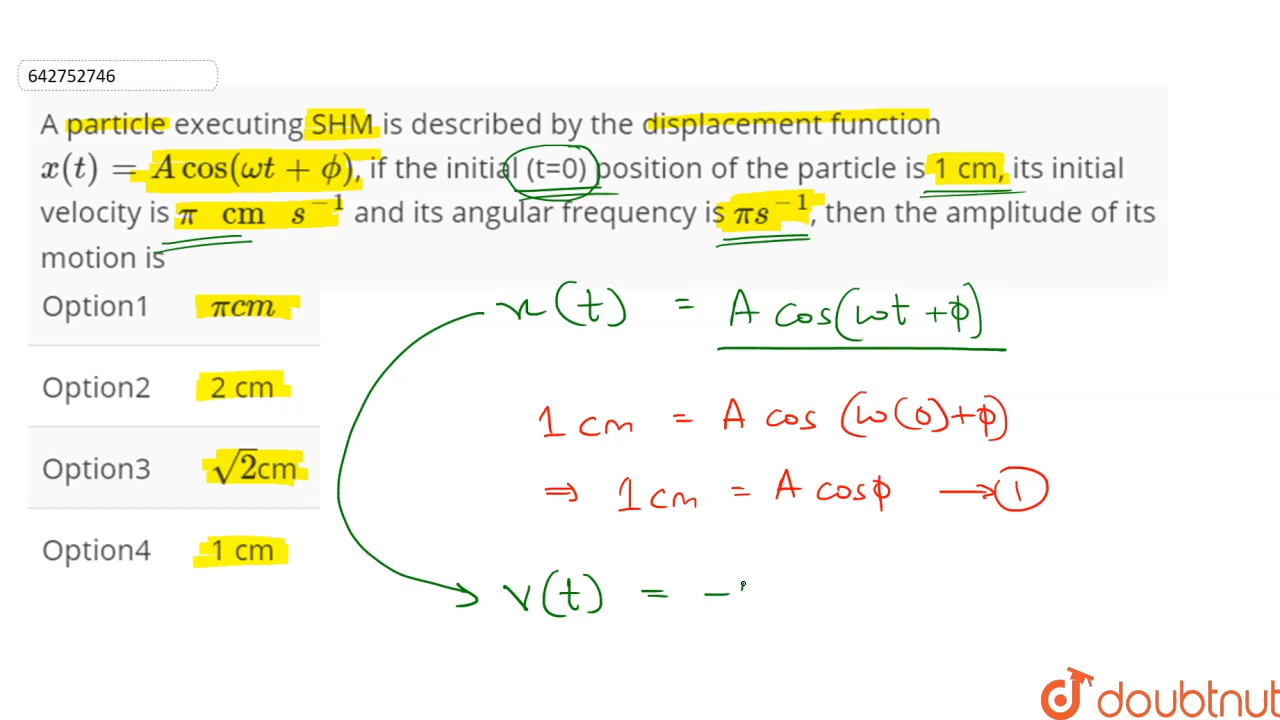 642752746
A particle executing SHM is described by the displacement function
x(t) = A cos(ωt + ϕ), if the initial (t=0) position of the particle is 1 cm, its initial
velocity is π cm s⁻¹ and its angular frequency is πs⁻¹, then the amplitude of its
motion is
Option1 πcm
Option2 2 cm
Option3 √2cm
Option4 1 cm
x(t) = A cos(ωt + ϕ)
1 cm = A cos (ω(0)+ϕ)
⇒ 1 cm = A cosϕ → 1
v(t) = -
doubtnut